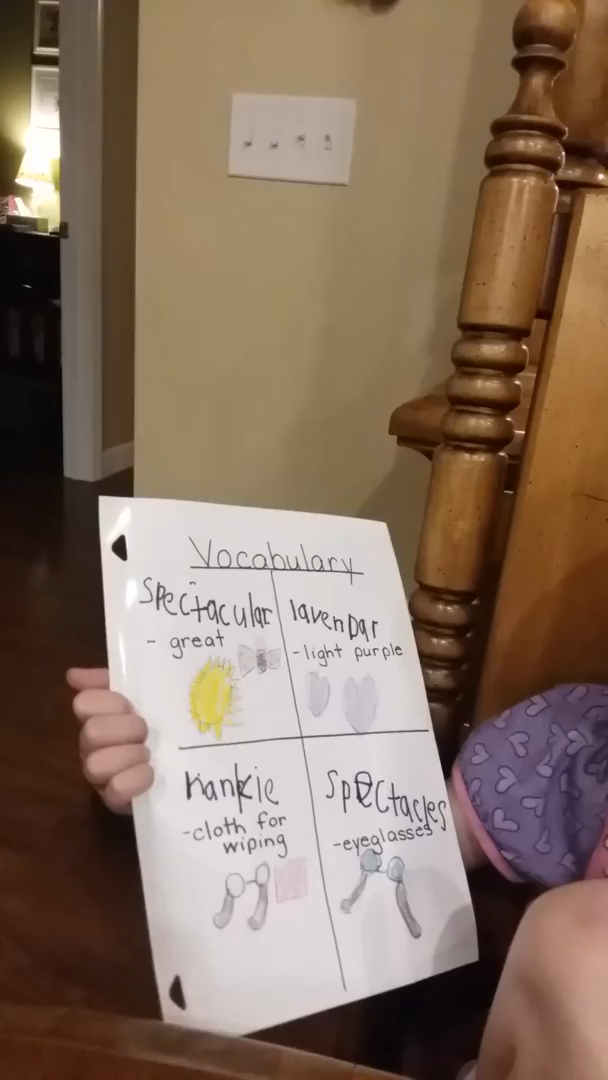 Vocabulary
Spectacular
- great
lavendar
- light purple
hankie
- cloth for
wiping
Spectacles
- eyeglasses